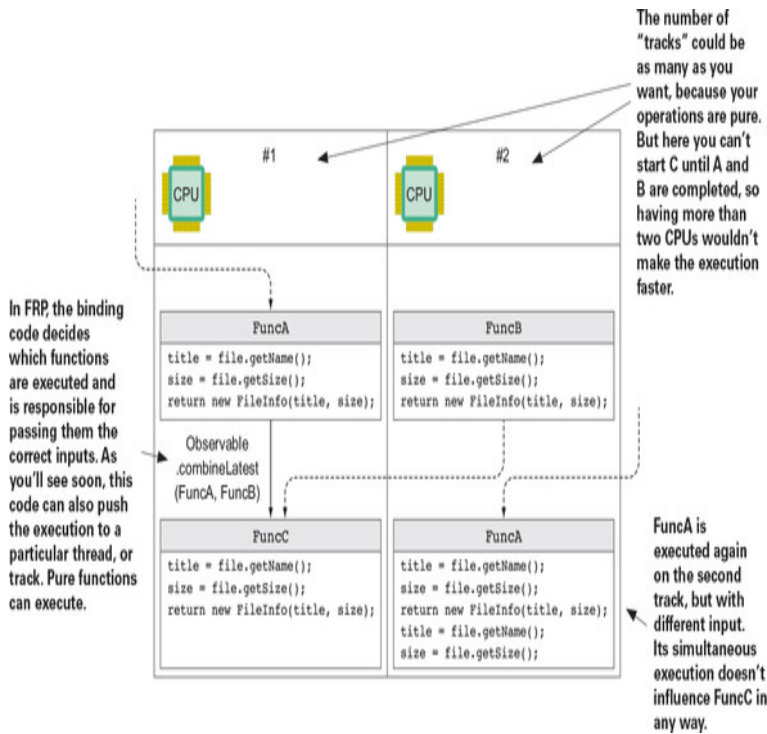 The number of
“tracks” could be
as many as you
want, because your
operations are pure.
But here you can't
start C until A and
B are completed, so
having more than
two CPUs wouldn't
make the execution
faster.
#1
#2
CPU
CPU
In FRP, the binding
code decides
which functions
are executed and
is responsible for
passing them the
correct inputs. As
you'll see soon, this
code can also push
the execution to a
particular thread, or
track. Pure functions
can execute.
FuncA
title = file.getName();
size = file.getSize();
return new FileInfo(title, size);
FuncB
title = file.getName();
size = file.getSize();
return new FileInfo(title, size);
Observable
.combineLatest
(FuncA, FuncB)
FuncC
title = file.getName();
size = file.getSize();
return new FileInfo(title, size);
FuncA
title = file.getName();
size = file.getSize();
return new FileInfo(title, size);
title = file.getName();
size = file.getSize();
FuncA is
executed again
on the second
track, but with
different input.
Its simultaneous
execution doesn't
influence FuncC in
any way.